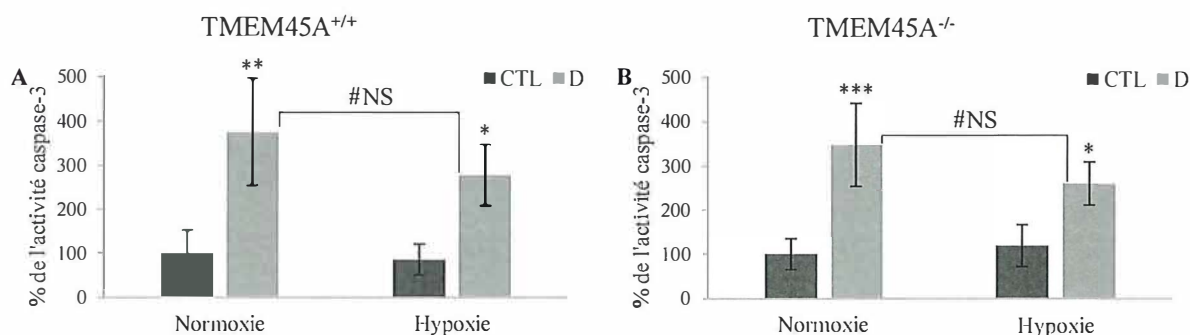 TMEM45A+/+
A
% de l'activité caspase-3
500
400
300
200
100
0
CTL D
**
#NS
*
Normoxie Hypoxie
TMEM45A-/-
B
% de l'activité caspase-3
500
400
300
200
100
0
CTL D
***
#NS
*
Normoxie Hypoxie